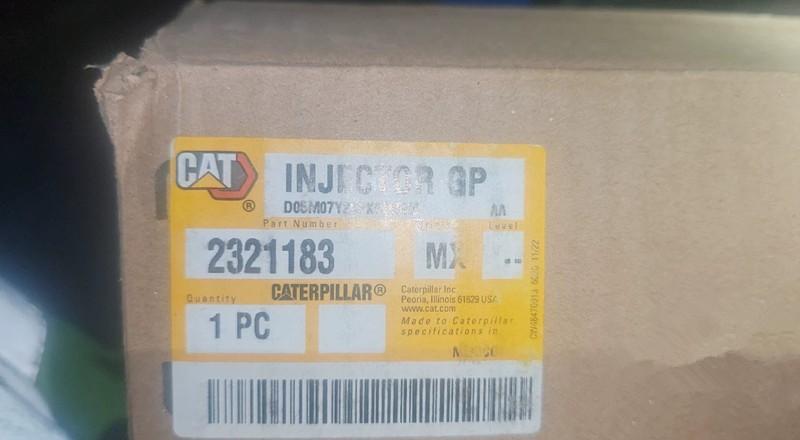 CAT
®
INJECTOR GP
AA
Part Number
Level
2321183
MX
Quantity
CATERPILLAR®
Caterpillar Inc.
Peoria, Illinois 61629 USA
www.cat.com
1 PC
Made to Caterpillar
specifications in